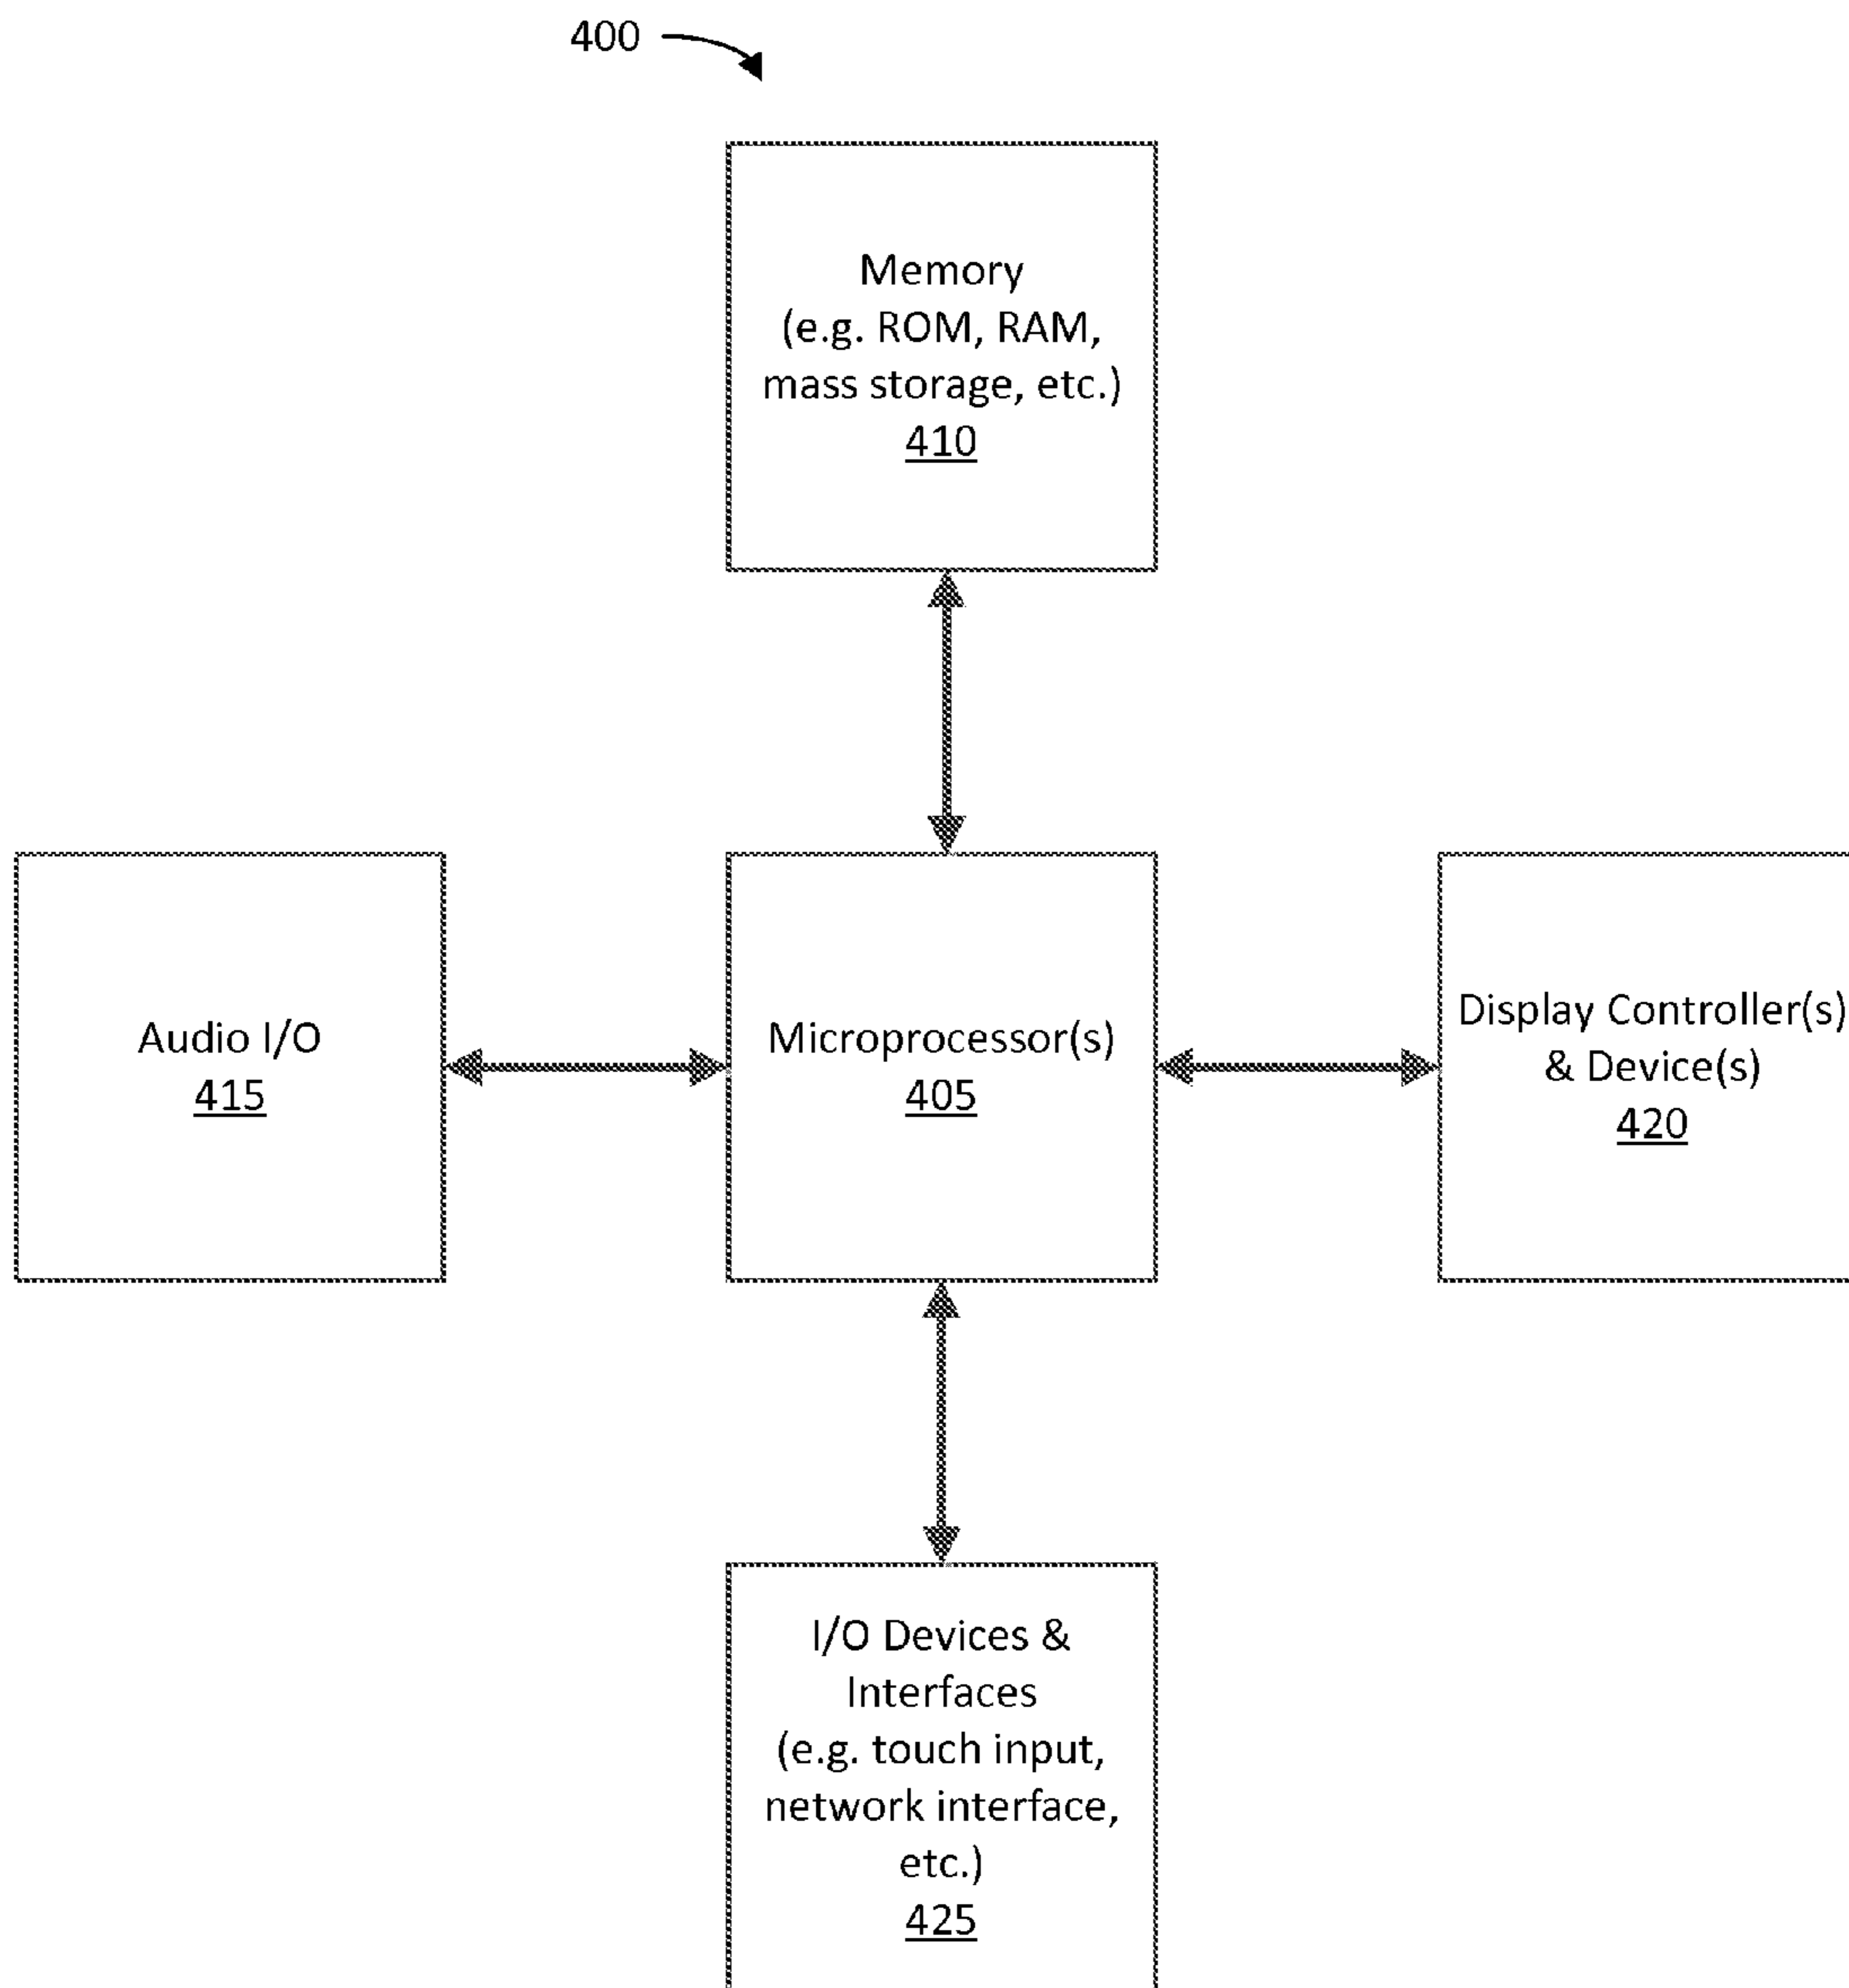 400
Memory
(e.g. ROM, RAM,
mass storage, etc.)
410
Audio I/O
415
Microprocessor(s)
405
Display Controller(s)
& Device(s)
420
I/O Devices &
Interfaces
(e.g. touch input,
network interface,
etc.)
425